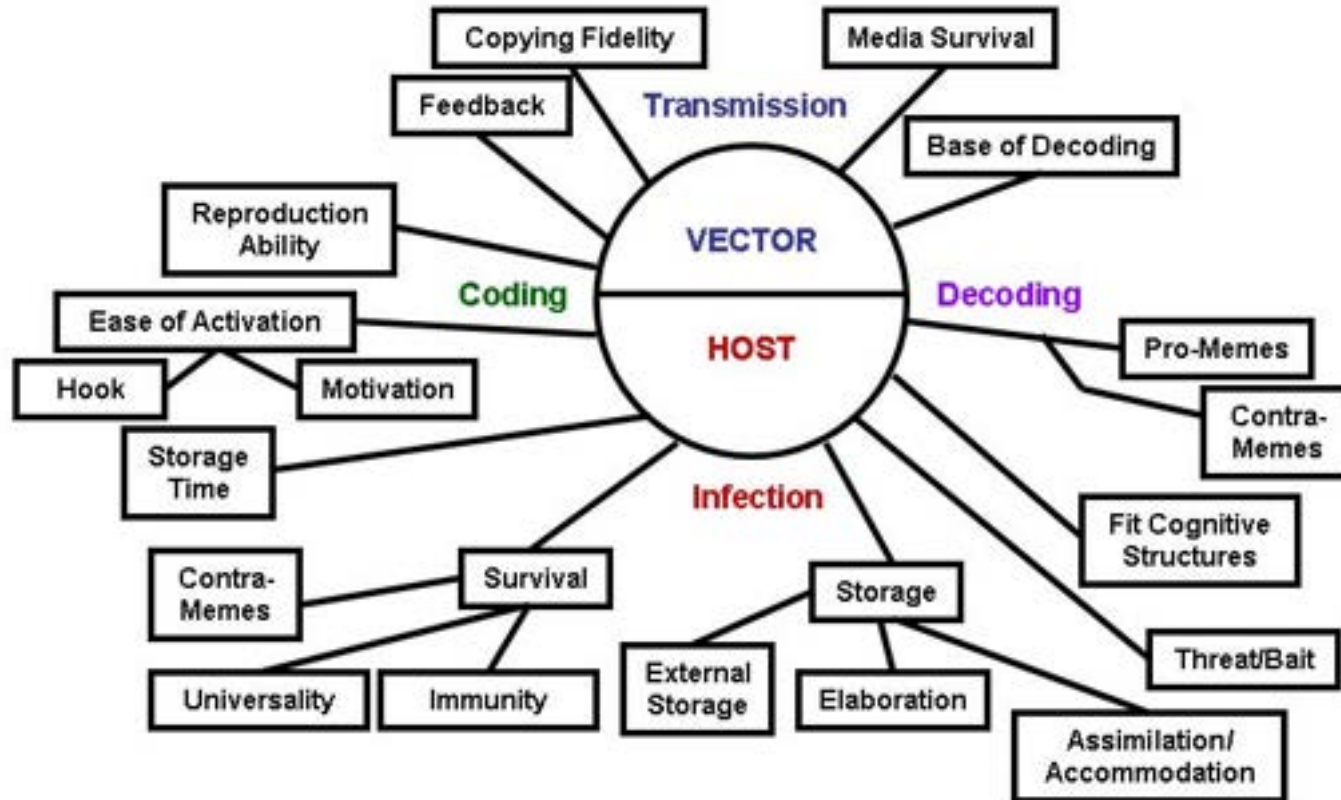 Copying Fidelity
Media Survival
Feedback
Transmission
Base of Decoding
Reproduction
Ability
VECTOR
Coding
Decoding
Ease of Activation
HOST
Pro-Memes
Hook
Motivation
Contra-
Memes
Storage
Time
Infection
Fit Cognitive
Structures
Contra-
Memes
Survival
Storage
Threat/Bait
Universality
Immunity
External
Storage
Elaboration
Assimilation/
Accommodation